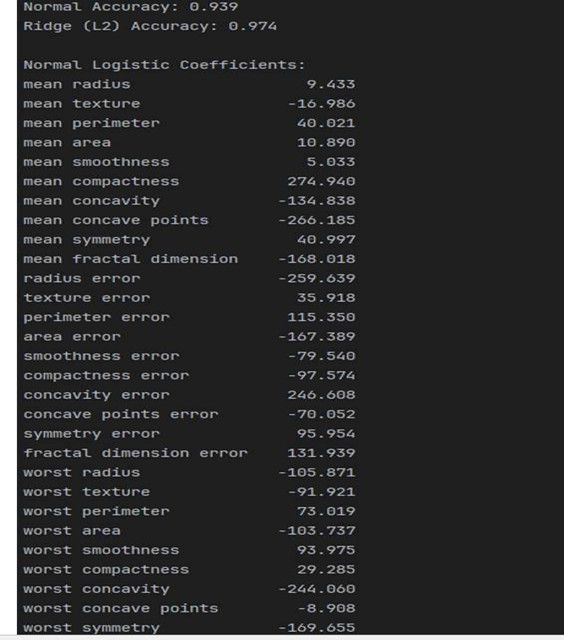 Normal Accuracy: 0.939
Ridge (L2) Accuracy: 0.974
Normal Logistic Coefficients:
mean radius 9.433
mean texture -16.986
mean perimeter 40.021
mean area 10.890
mean smoothness 5.033
mean compactness 274.940
mean concavity -134.838
mean concave points -266.185
mean symmetry 40.997
mean fractal dimension -168.018
radius error -259.639
texture error 35.918
perimeter error 115.350
area error -167.389
smoothness error -79.540
compactness error -97.574
concavity error 246.608
concave points error -70.052
symmetry error 95.954
fractal dimension error 131.939
worst radius -105.871
worst texture -91.921
worst perimeter 73.019
worst area -103.737
worst smoothness 93.975
worst compactness 29.285
worst concavity -244.060
worst concave points -8.908
worst symmetry -169.655